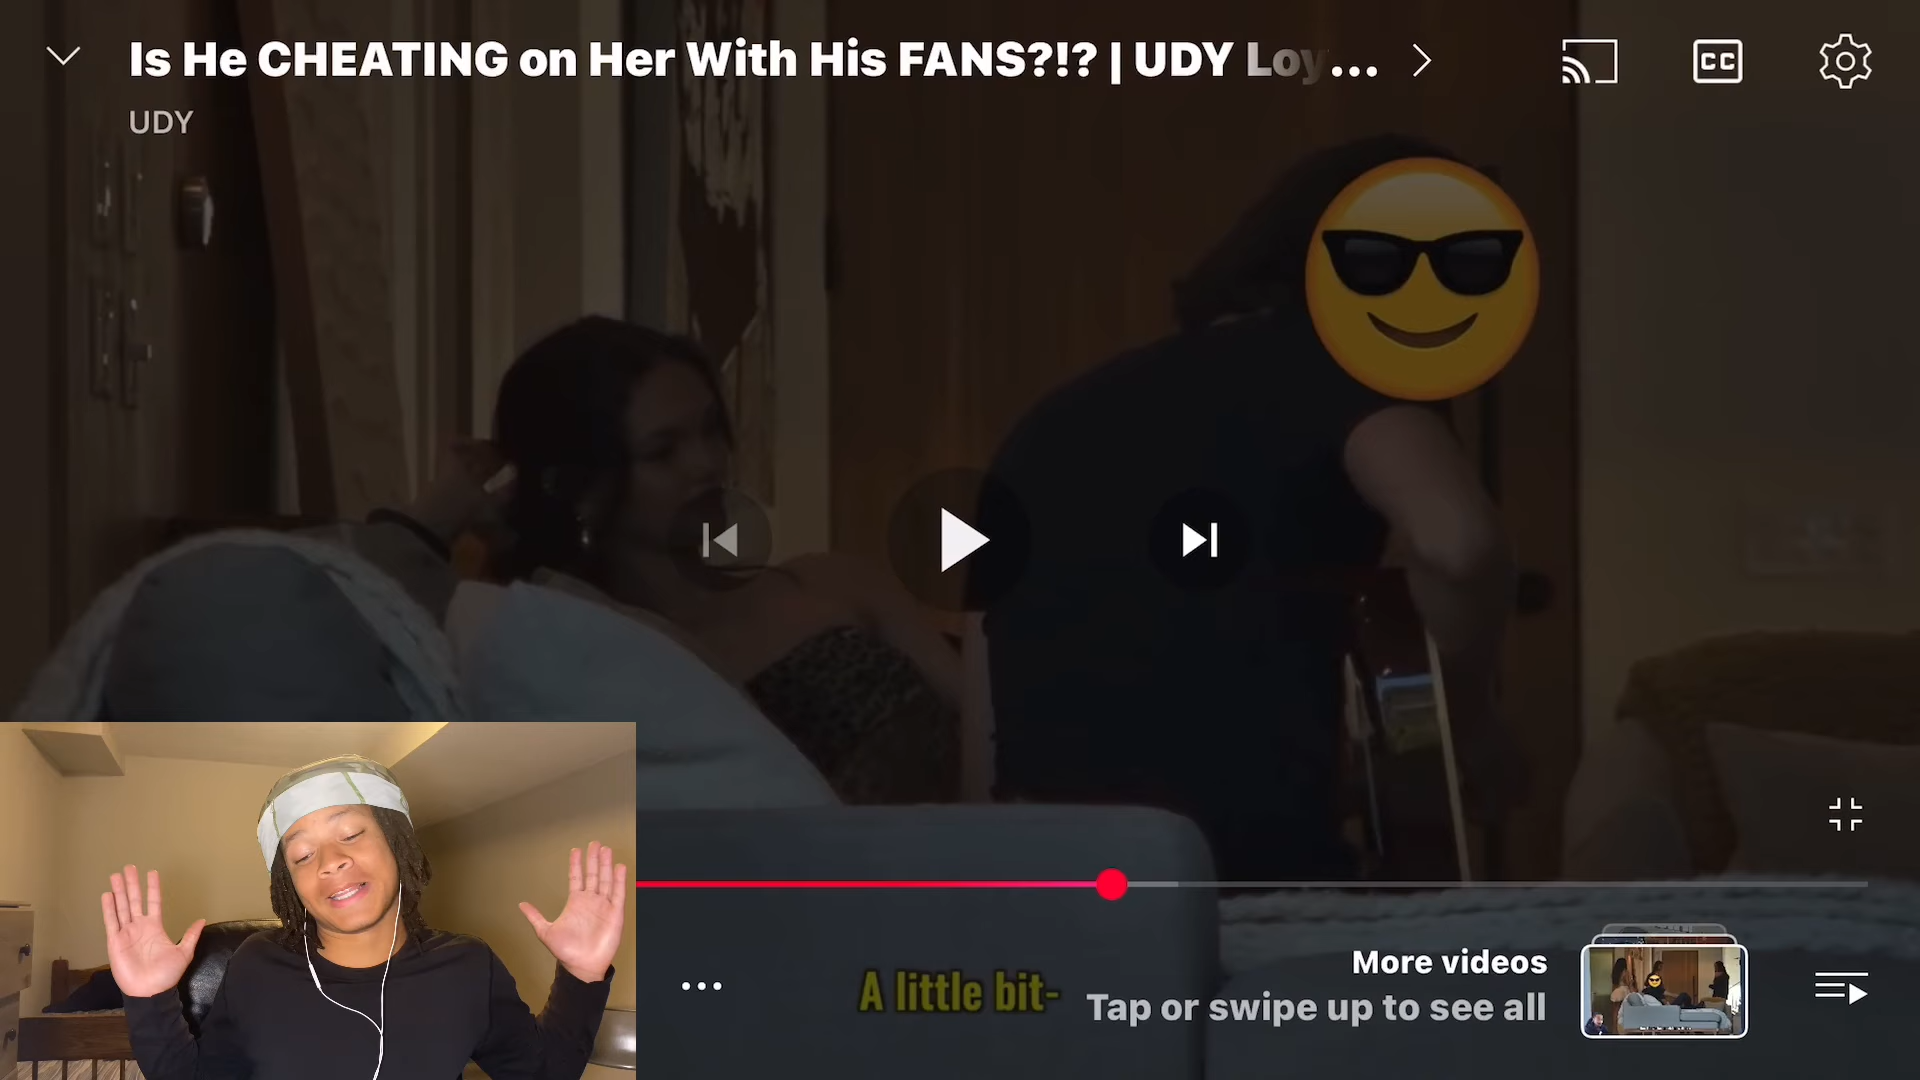 Is He CHEATING on Her With His FANS?!? | UDY Loy...
UDY
CC
A little bit-
More videos
Tap or swipe up to see all